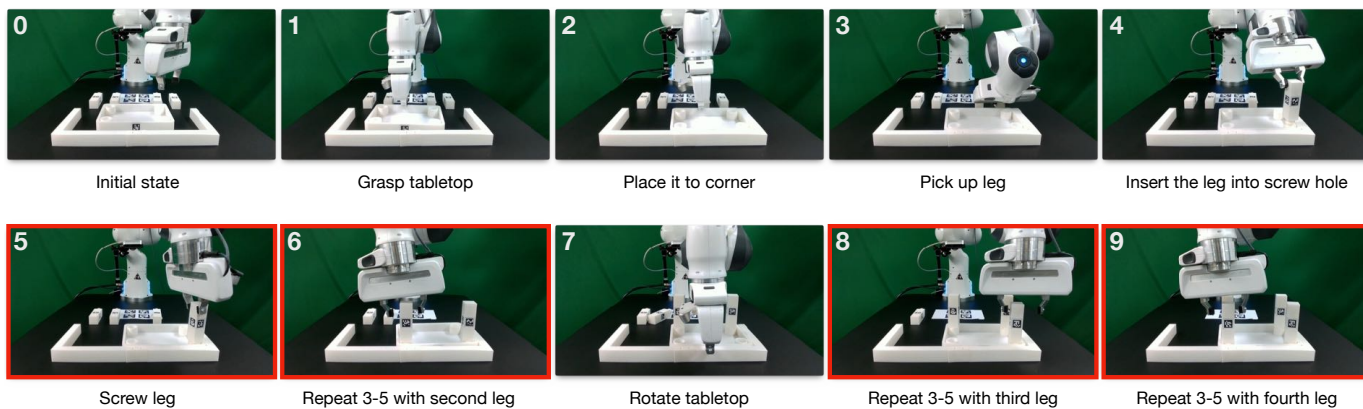 0
1
2
3
4
Initial state
Grasp tabletop
Place it to corner
Pick up leg
Insert the leg into screw hole
5
6
7
8
9
Screw leg
Repeat 3-5 with second leg
Rotate tabletop
Repeat 3-5 with third leg
Repeat 3-5 with fourth leg